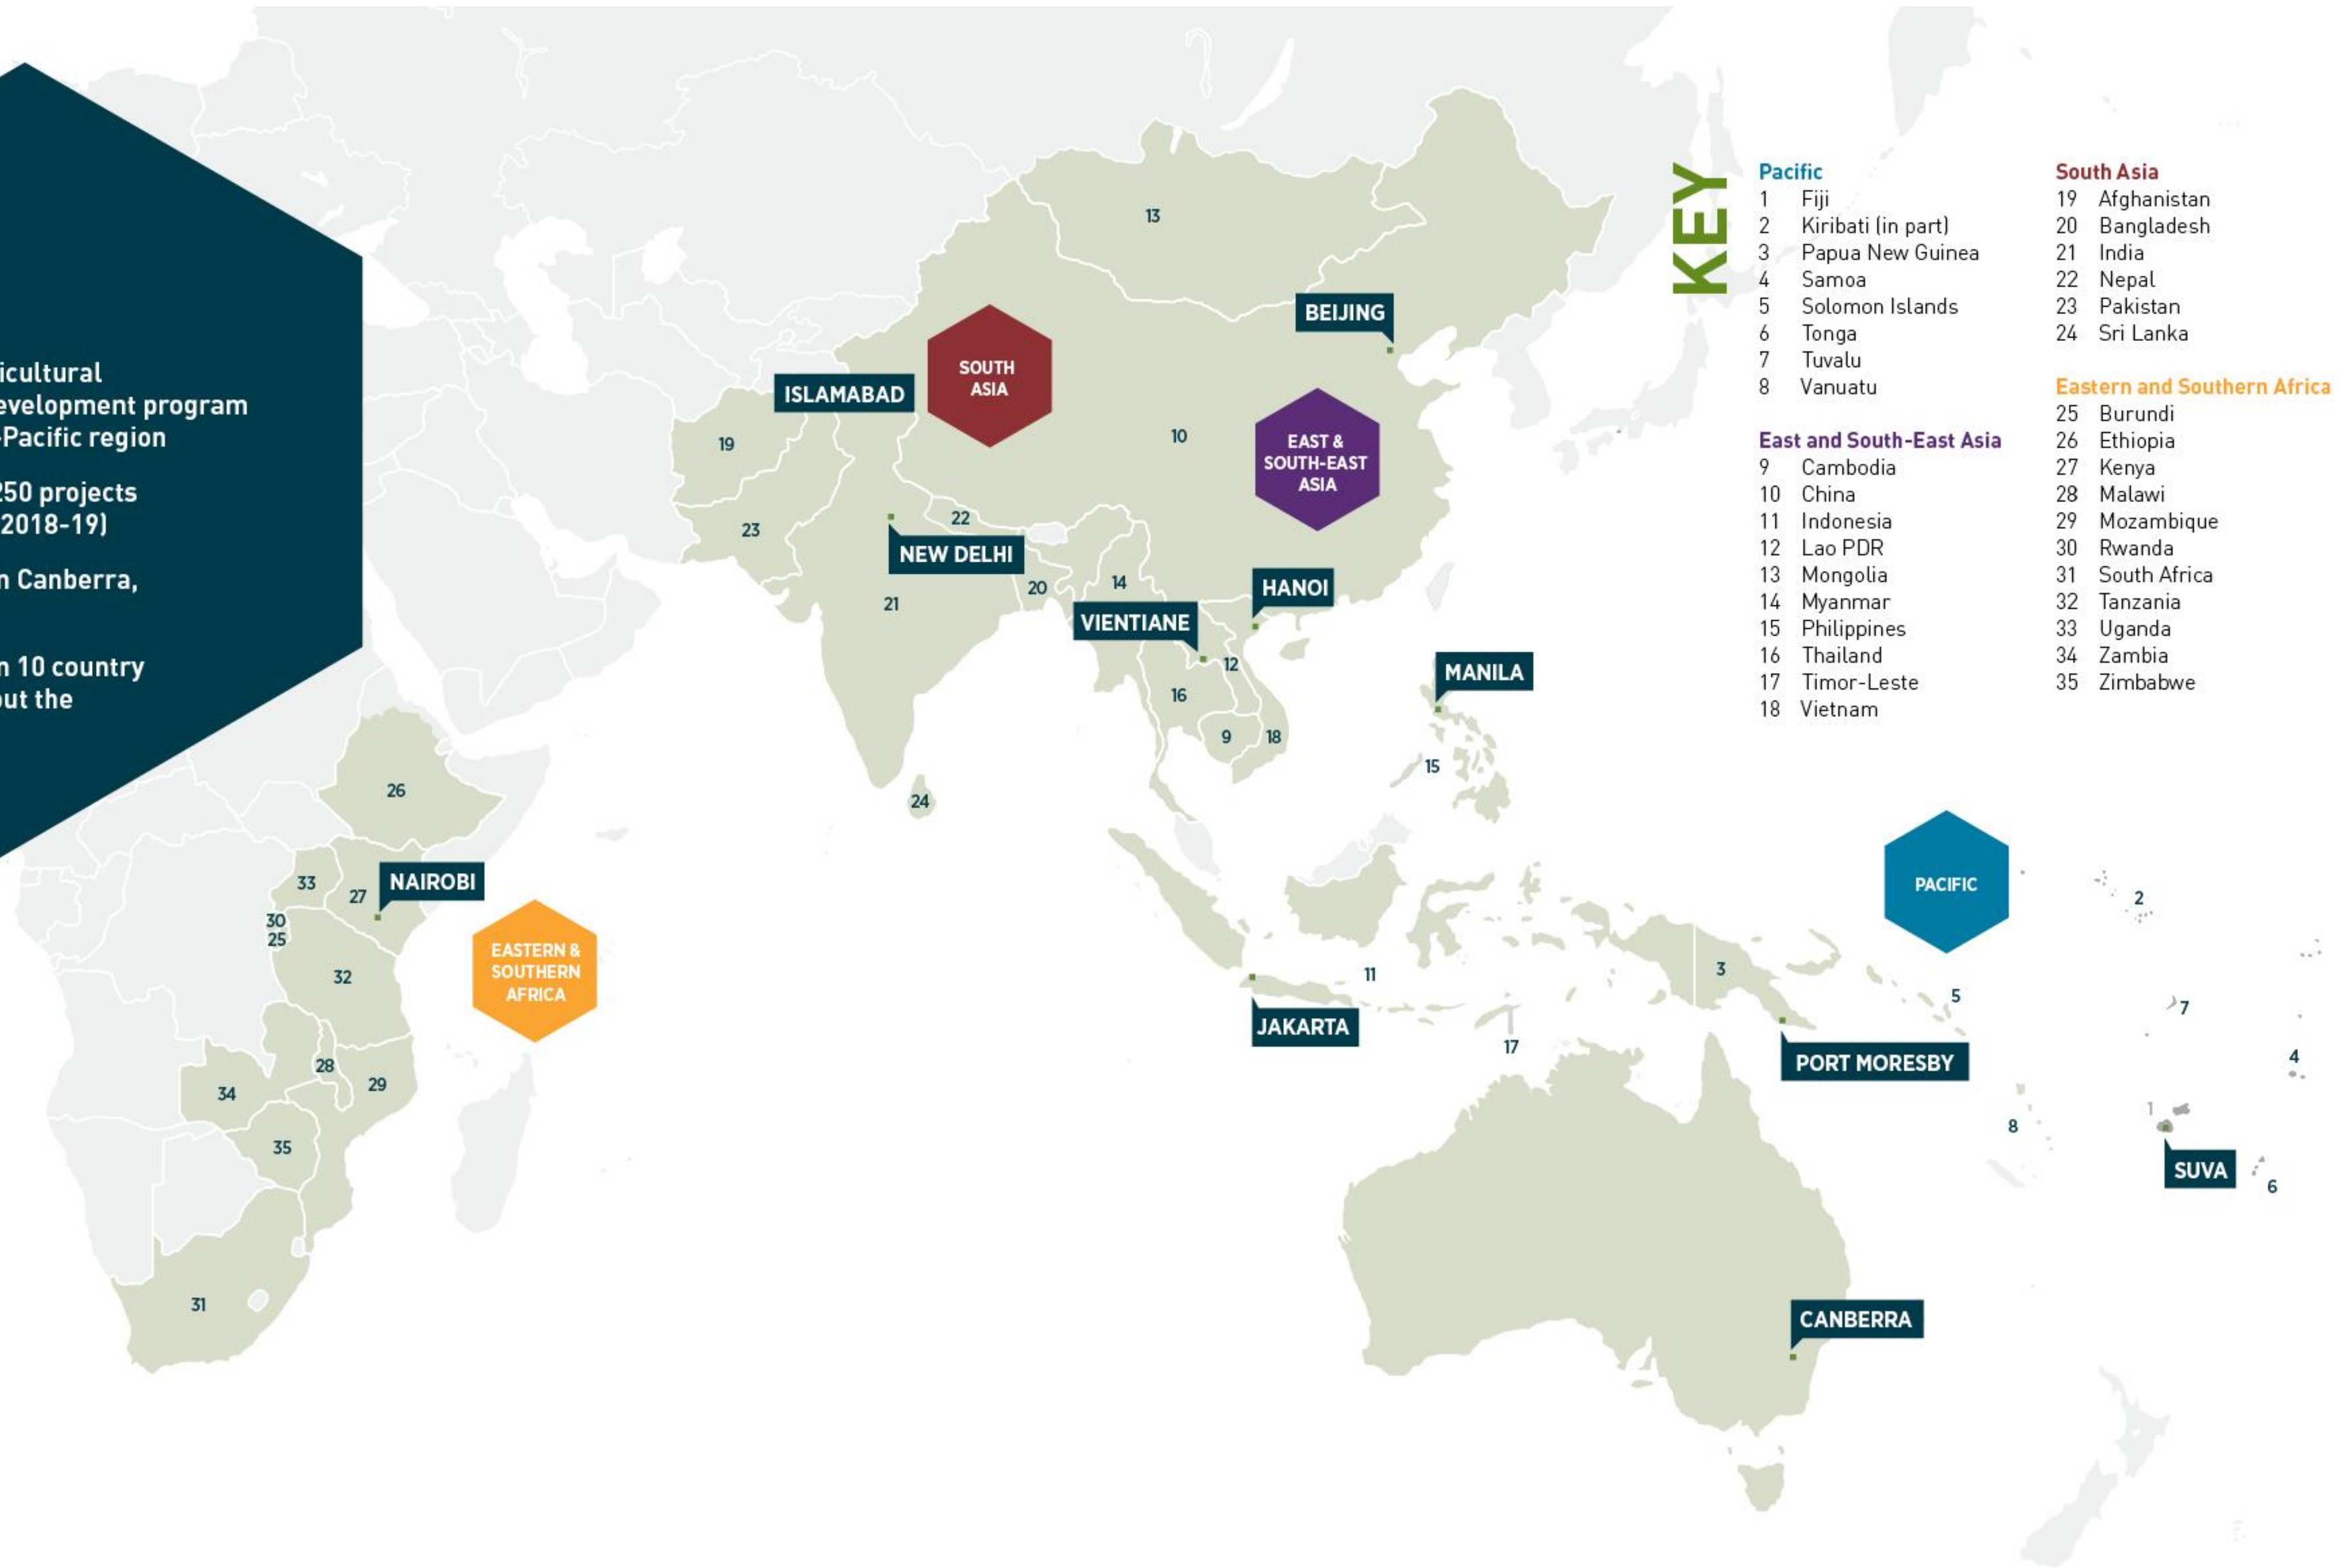 icultural
evelopment program
-Pacific region
250 projects
2018-19)
n Canberra,
n 10 country
out the
KEY
Pacific
1 Fiji
2 Kiribati (in part)
3 Papua New Guinea
4 Samoa
5 Solomon Islands
6 Tonga
7 Tuvalu
8 Vanuatu
East and South-East Asia
9 Cambodia
10 China
11 Indonesia
12 Lao PDR
13 Mongolia
14 Myanmar
15 Philippines
16 Thailand
17 Timor-Leste
18 Vietnam
South Asia
19 Afghanistan
20 Bangladesh
21 India
22 Nepal
23 Pakistan
24 Sri Lanka
Eastern and Southern Africa
25 Burundi
26 Ethiopia
27 Kenya
28 Malawi
29 Mozambique
30 Rwanda
31 South Africa
32 Tanzania
33 Uganda
34 Zambia
35 Zimbabwe
13
BEIJING
SOUTH
ASIA
ISLAMABAD
19
10
EAST &
SOUTH-EAST
ASIA
23
22
NEW DELHI
20
14
21
HANOI
VIENTIANE
12
16
MANILA
9
18
15
24
26
33
27
NAIROBI
30
25
32
EASTERN &
SOUTHERN
AFRICA
28
29
34
35
31
PACIFIC
2
11
3
5
7
JAKARTA
17
PORT MORESBY
4
1
8
SUVA
6
CANBERRA